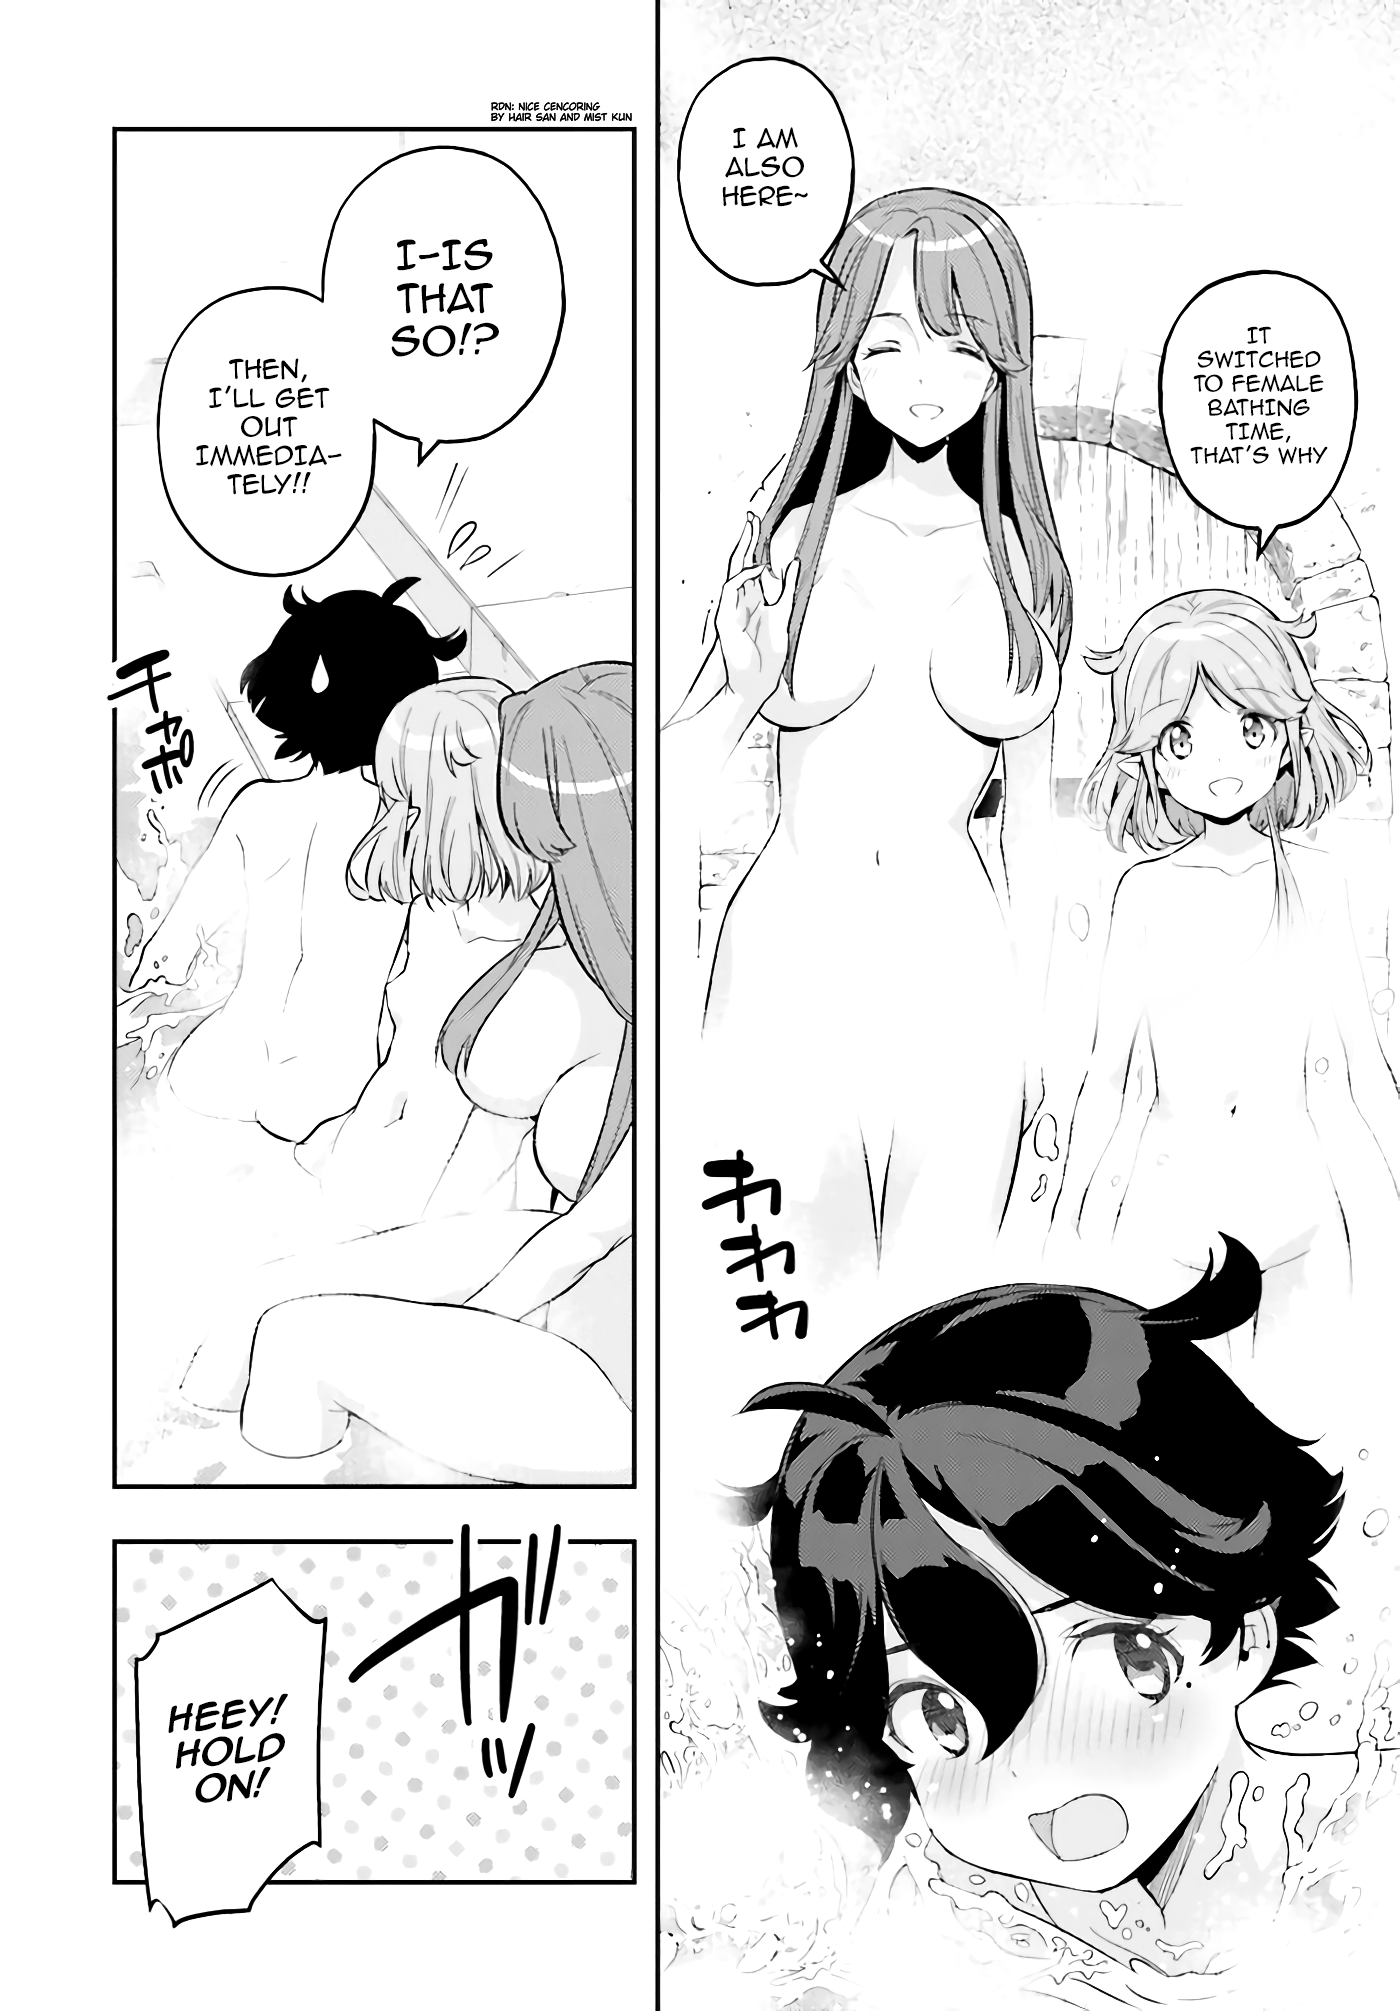 I AM
ALSO
HERE~
IT
SWITCHED
TO FEMALE
BATHING
TIME,
THAT'S WHY
わわわ
RDN: NICE CENCORING
BY HAIR SAN AND MIST KUN
I-IS
THAT
SO!?
THEN,
I'LL GET
OUT
IMMEDIA-
TELY!!
チャポ
ガッ
HEEY!
HOLD
ON!